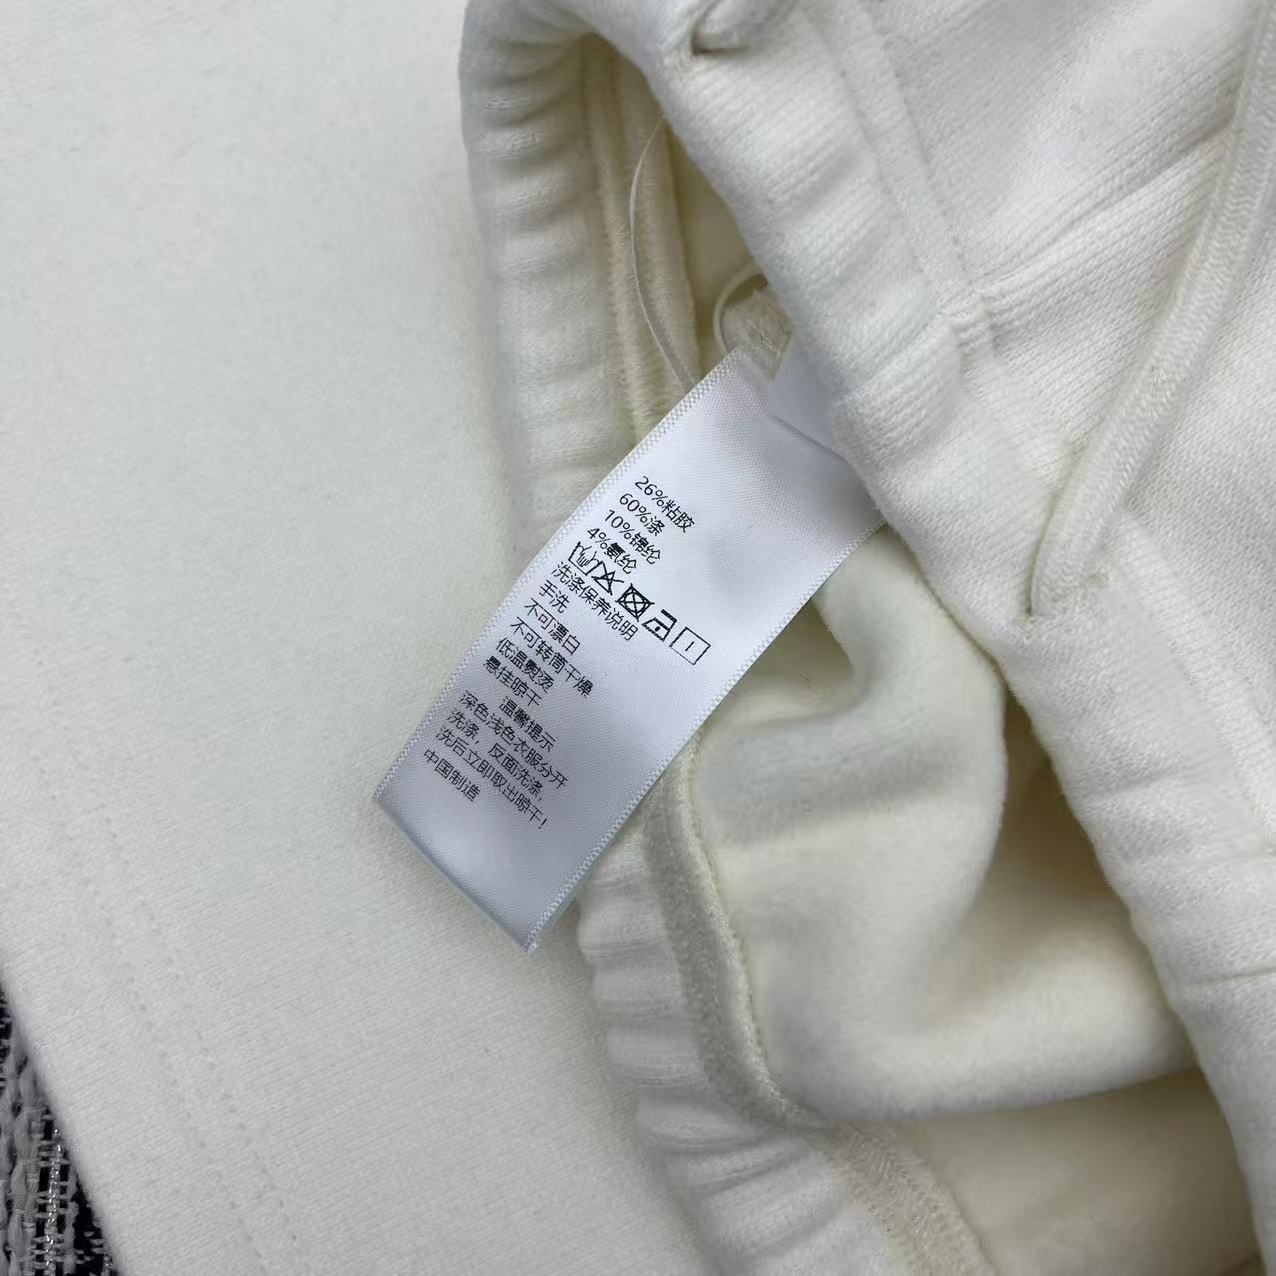 26%粘胶
60%涤
10%锦纶
4%氨纶
洗涤保养说明
手洗
不可漂白
不可转筒干燥
低温熨烫
悬挂晾干
温馨提示
深色浅色衣服分开
洗涤，反面洗涤，
洗后立即取出晾干!
中国制造